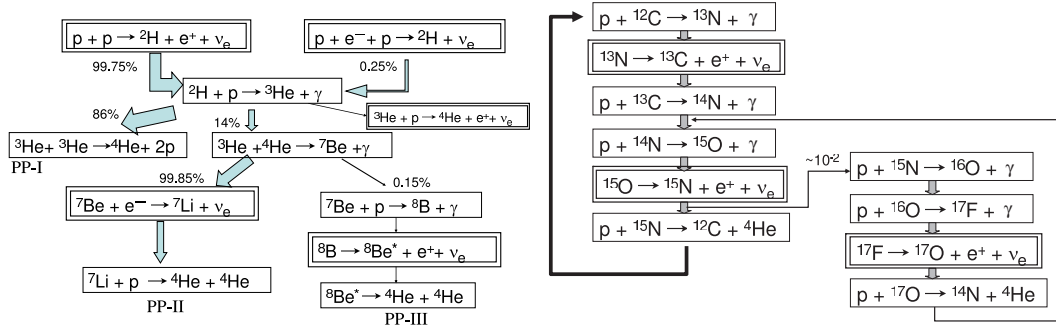 p + p → ²H + e⁺ + νₑ
p + e⁻ + p → ²H + νₑ
99.75%
0.25%
²H + p → ³He + γ
86%
14%
³He + p → ⁴He + e⁺ + νₑ
³He + ³He → ⁴He + 2p
PP-I
³He + ⁴He → ⁷Be + γ
99.85%
0.15%
⁷Be + e⁻ → ⁷Li + νₑ
⁷Be + p → ⁸B + γ
⁸B → ⁸Be* + e⁺ + νₑ
⁷Li + p → ⁴He + ⁴He
PP-II
⁸Be* → ⁴He + ⁴He
PP-III
p + ¹²C → ¹³N + γ
¹³N → ¹³C + e⁺ + νₑ
p + ¹³C → ¹⁴N + γ
p + ¹⁴N → ¹⁵O + γ
¹⁵O → ¹⁵N + e⁺ + νₑ
p + ¹⁵N → ¹²C + ⁴He
~10⁻²
p + ¹⁵N → ¹⁶O + γ
p + ¹⁶O → ¹⁷F + γ
¹⁷F → ¹⁷O + e⁺ + νₑ
p + ¹⁷O → ¹⁴N + ⁴He